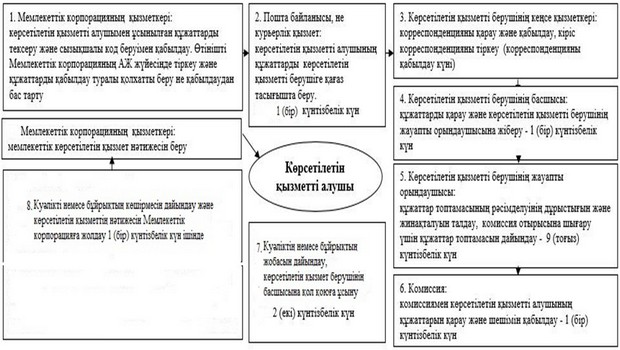 1. Мемлекеттік корпорацияның қызметкері:
көрсетілетін қызметті алушымен ұсынылған құжаттарды
тексеру және сызықшалы код беруімен қабылдау. Өтінішті
Мемлекеттік корпорацияның АЖ жүйесінде тіркеу және
құжаттарды қабылдау туралы қолхатты беру не қабылдаудан
бас тарту
2. Пошта байланысы, не
курьерлік қызмет:
көрсетілетін қызметті алушының
құжаттарды көрсетілетін
қызметті берушіге қағаз
тасығышта беру.
1 (бір) күнтізбелік күн
3. Көрсетілетін қызметті берушінің кеңсе қызметкері:
корреспонденцияны қарау және қабылдау, кіріс
корреспонденцияны тіркеу (корреспонденцияны
қабылдау күні)
4. Көрсетілетін қызметті берушінің басшысы:
құжаттарды қарау және көрсетілетін қызметті берушінің
жауапты орындаушысына жіберу - 1 (бір) күнтізбелік
күн
5. Көрсетілетін қызметті берушінің жауапты
орындаушысы:
құжаттар топтамасының рәсімделуінің дұрыстығын және
жинақталуын талдау, комиссия отырысына шығару
үшін құжаттар топтамасын дайындау - 9 (тоғыз)
күнтізбелік күн
6. Комиссия:
комиссиямен көрсетілетін қызметті алушының
құжаттарын қарау және шешімін қабылдау - 1 (бір)
күнтізбелік күн
7. Куәліктің немесе бұйрықтың
жобасын дайындау,
көрсетілетін қызмет берушінің
басшысына қол коюға ұсыну
2 (екі) күнтізбелік күн
8. Куәлікті немесе бұйрықтың көшірмесін дайындау және
көрсетілетін қызметтің нәтижесін Мемлекеттік
корпорацияға жолдау 1 (бір) күнтізбелік күн ішінде
Мемлекеттік корпорацияның қызметкері:
мемлекеттік көрсетілетін қызмет нәтижесін беру
Көрсетілетін
қызметті алушы